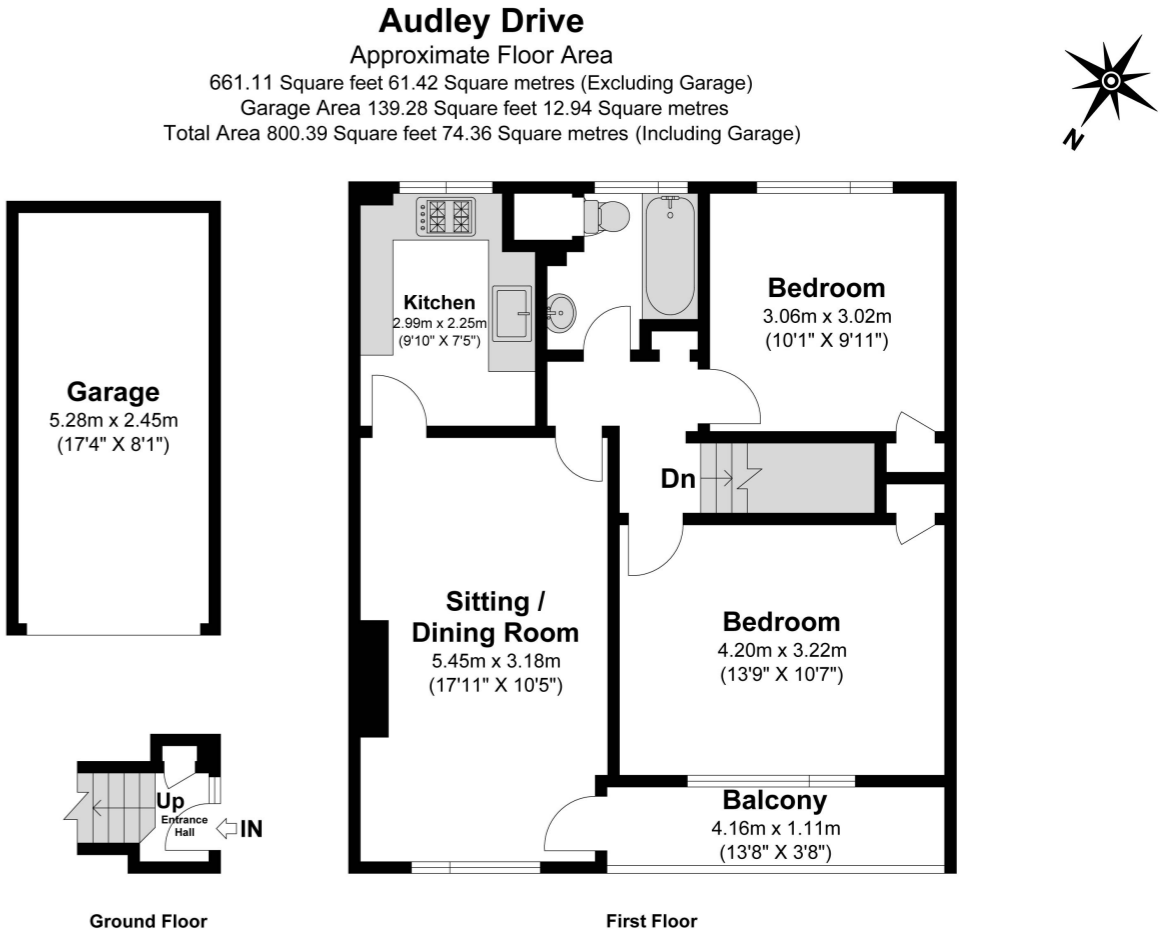 Audley Drive
Approximate Floor Area
661.11 Square feet 61.42 Square metres (Excluding Garage)
Garage Area 139.28 Square feet 12.94 Square metres
Total Area 800.39 Square feet 74.36 Square metres (Including Garage)
N
Garage
5.28m x 2.45m
(17'4" X 8'1")
Kitchen
2.99m x 2.25m
(9'10" X 7'5")
Bedroom
3.06m x 3.02m
(10'1" X 9'11")
Dn
Sitting /
Dining Room
5.45m x 3.18m
(17'11" X 10'5")
Bedroom
4.20m x 3.22m
(13'9" X 10'7")
Balcony
4.16m x 1.11m
(13'8" X 3'8")
Up
Entrance
Hall
IN
Ground Floor
First Floor